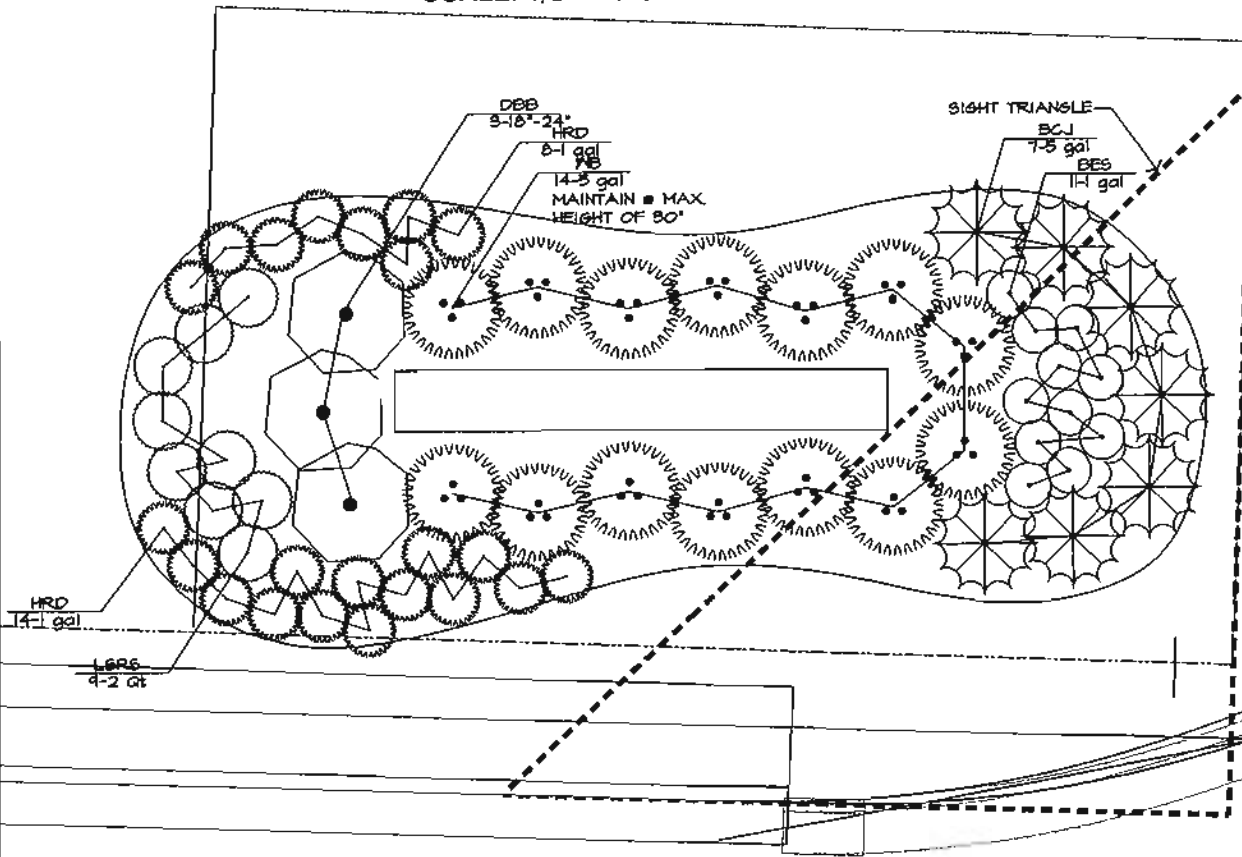 DBB
3-18"-24"
HRD
8-1 gal
WB
14-5 gal
MAINTAIN @ MAX.
HEIGHT OF 30"
SIGHT TRIANGLE
BCJ
7-5 gal
BES
11-1 gal
HRD
14-1 gal
LSRS
9-2 Qt